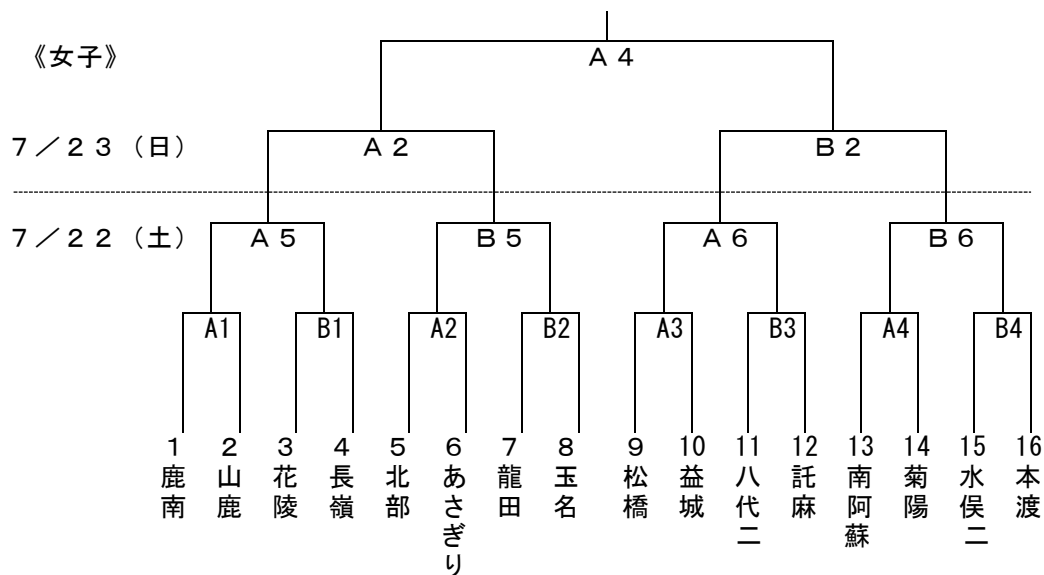 Ａ４
《女子》
７／２３（日）
Ａ２
Ｂ２
７／２２（土）
Ａ５
Ｂ５
Ａ６
Ｂ６
A1
B1
A2
B2
A3
B3
A4
B4
1
鹿南
2
山鹿
3
花陵
4
長嶺
5
北部
6
あさぎり
7
龍田
8
玉名
9
松橋
10
益城
11
八代二
12
託麻
13
南阿蘇
14
菊陽
15
水俣二
16
本渡